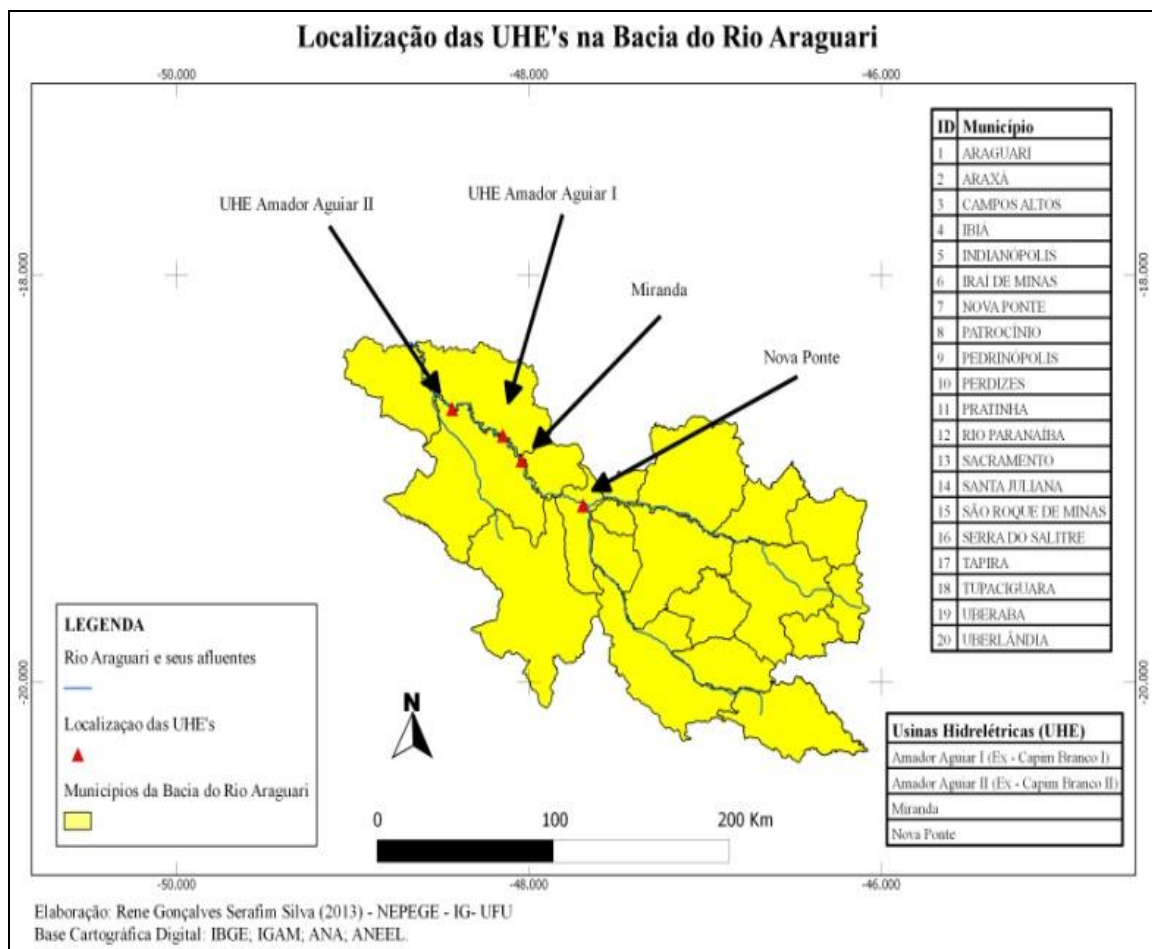 Localização das UHE's na Bacia do Rio Araguari
-50.000
-48.000
-46.000
ID Município
1 ARAGUARI
2 ARAXÁ
3 CAMPOS ALTOS
4 IBIÁ
5 INDIANÓPOLIS
6 IRAÍ DE MINAS
7 NOVA PONTE
8 PATROCÍNIO
9 PEDRINÓPOLIS
10 PERDIZES
11 PRATINHA
12 RIO PARANAÍBA
13 SACRAMENTO
14 SANTA JULIANA
15 SÃO ROQUE DE MINAS
16 SERRA DO SALITRE
17 TAPIRA
18 TUPACIGUARA
19 UBERABA
20 UBERLÂNDIA
UHE Amador Aguiar II
UHE Amador Aguiar I
Miranda
Nova Ponte
-18.000
-18.000
LEGENDA
Rio Araguari e seus afluentes
Localizaçao das UHE's
Municípios da Bacia do Rio Araguari
-20.000
-20.000
N
0 100 200 Km
Usinas Hidrelétricas (UHE)
Amador Aguiar I (Ex - Capim Branco I)
Amador Aguiar II (Ex - Capim Branco II)
Miranda
Nova Ponte
-50.000
-48.000
-46.000
Elaboração: Rene Gonçalves Serafim Silva (2013) - NEPEGE - IG- UFU
Base Cartográfica Digital: IBGE; IGAM; ANA; ANEEL.